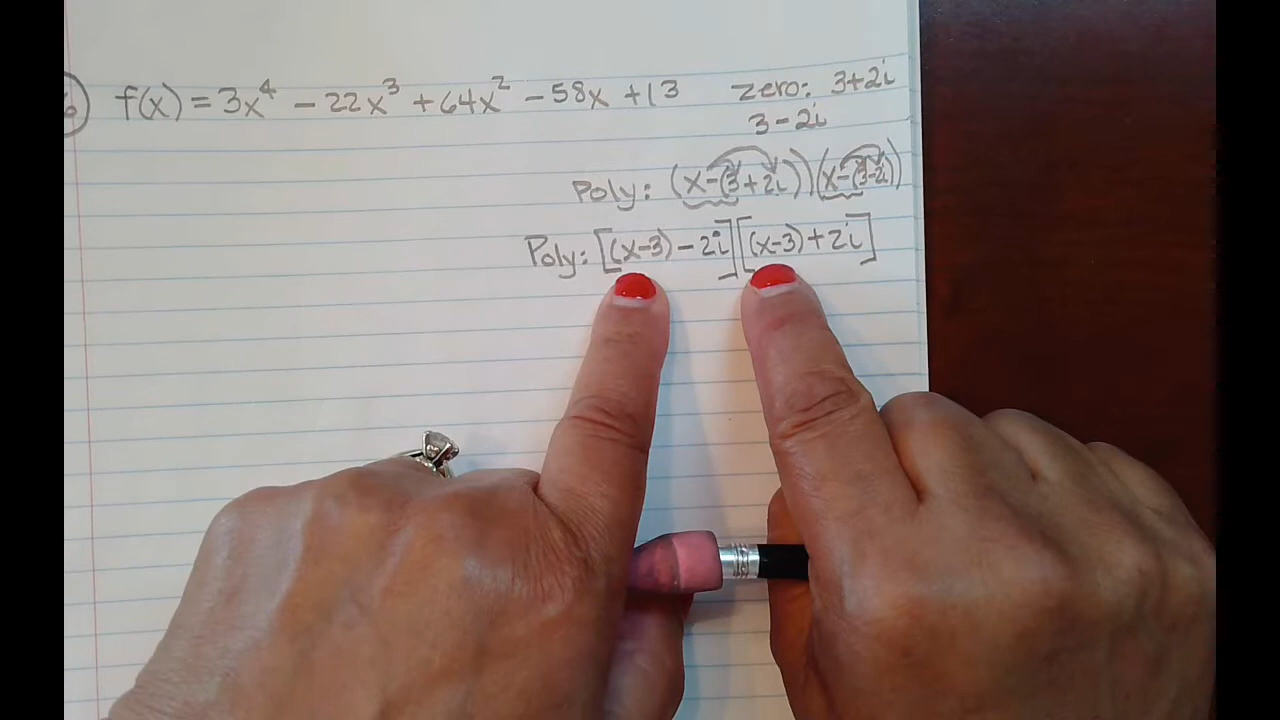 f(x) = 3x⁴ - 22x³ + 64x² - 58x + 13 zero: 3+2i
3-2i
Poly: (x-(3+2i))(x-(3-2i))
Poly: [(x-3)-2i][(x-3)+2i]